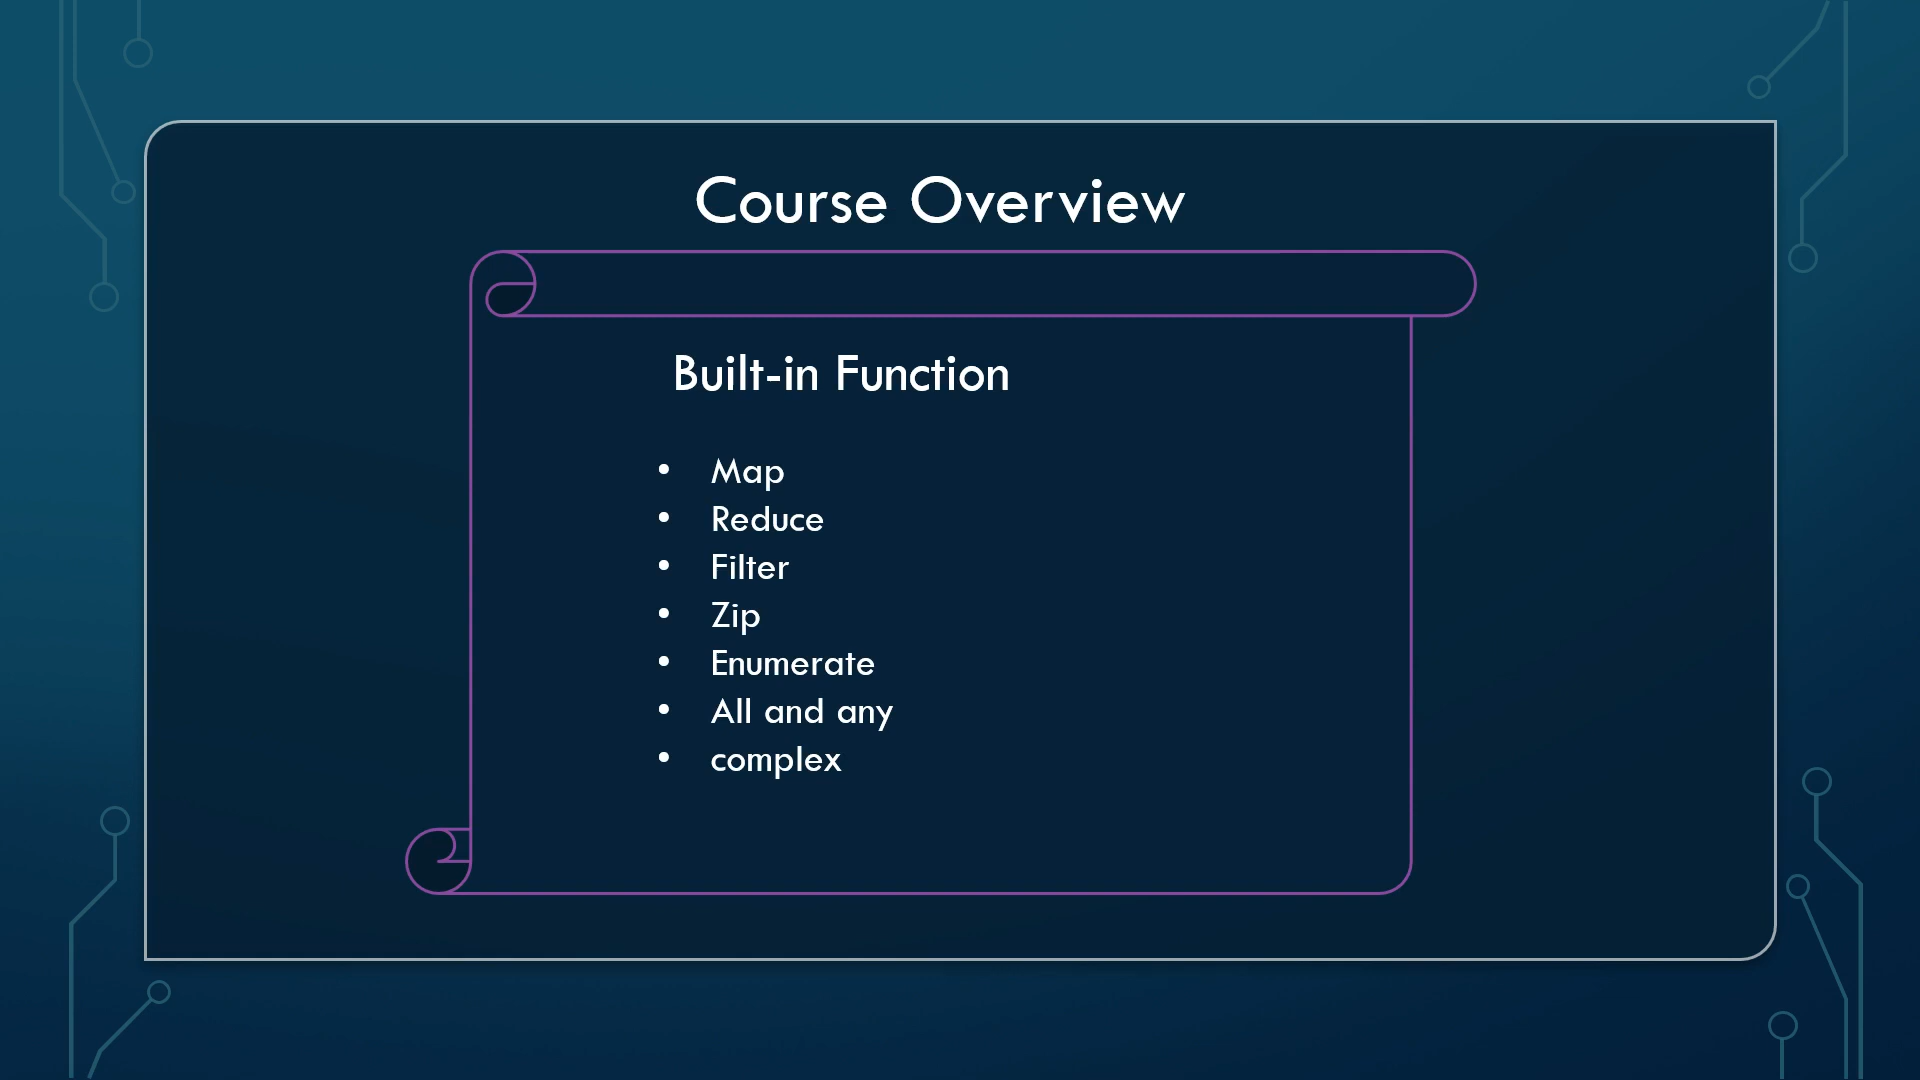 Course Overview
Built-in Function
• Map
• Reduce
• Filter
• Zip
• Enumerate
• All and any
• complex